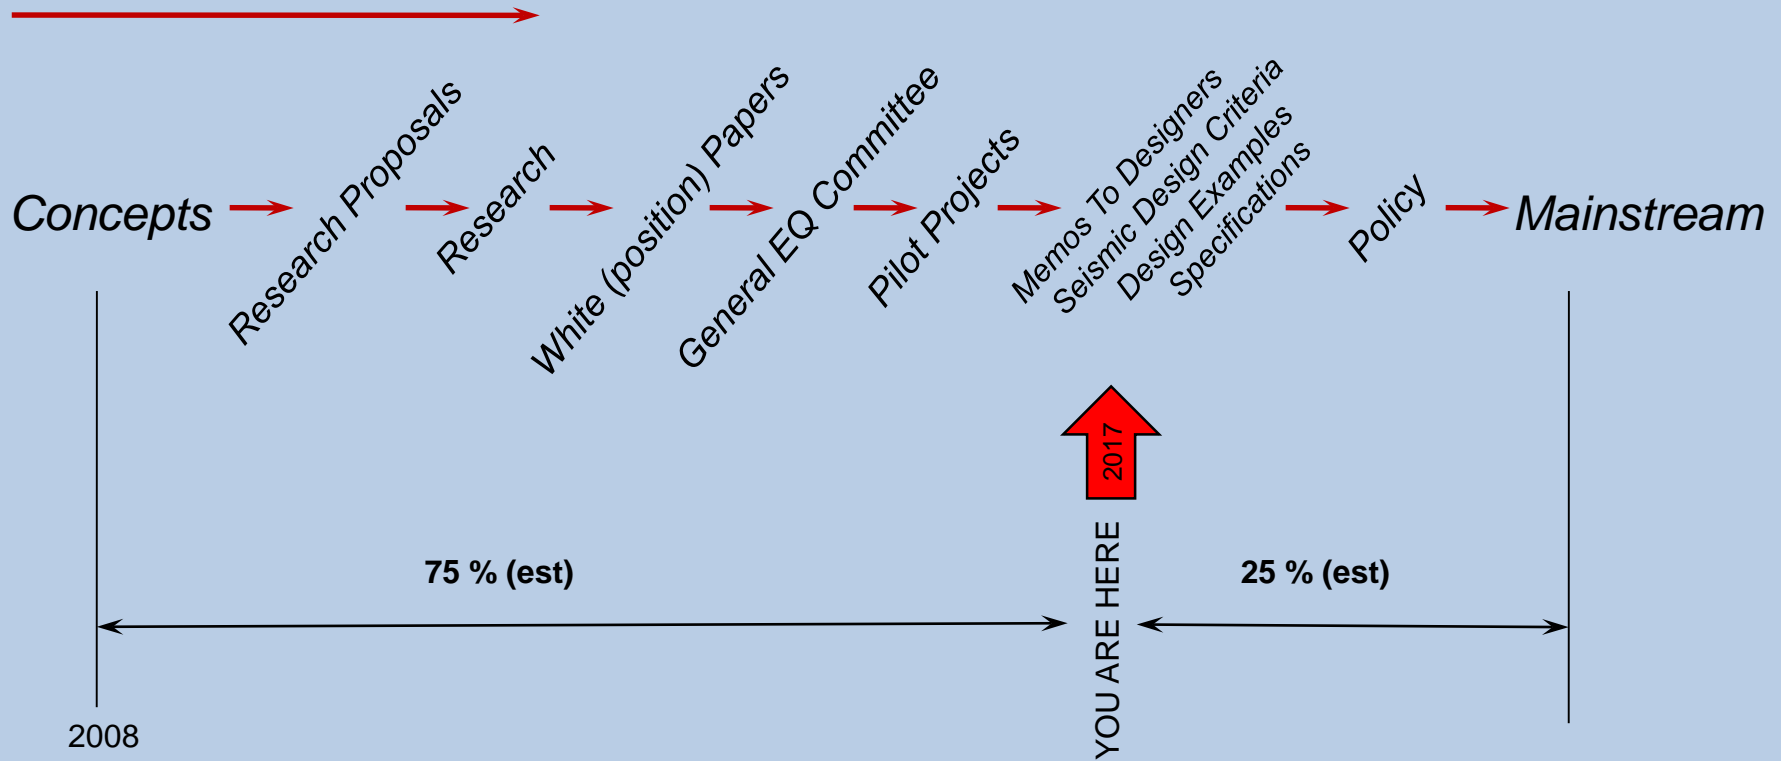 Concepts
Research Proposals
Research
White (position) Papers
General EQ Committee
Pilot Projects
Memos To Designers
Seismic Design Criteria
Design Examples
Specifications
Policy
Mainstream
2017
YOU ARE HERE
75 % (est)
25 % (est)
2008